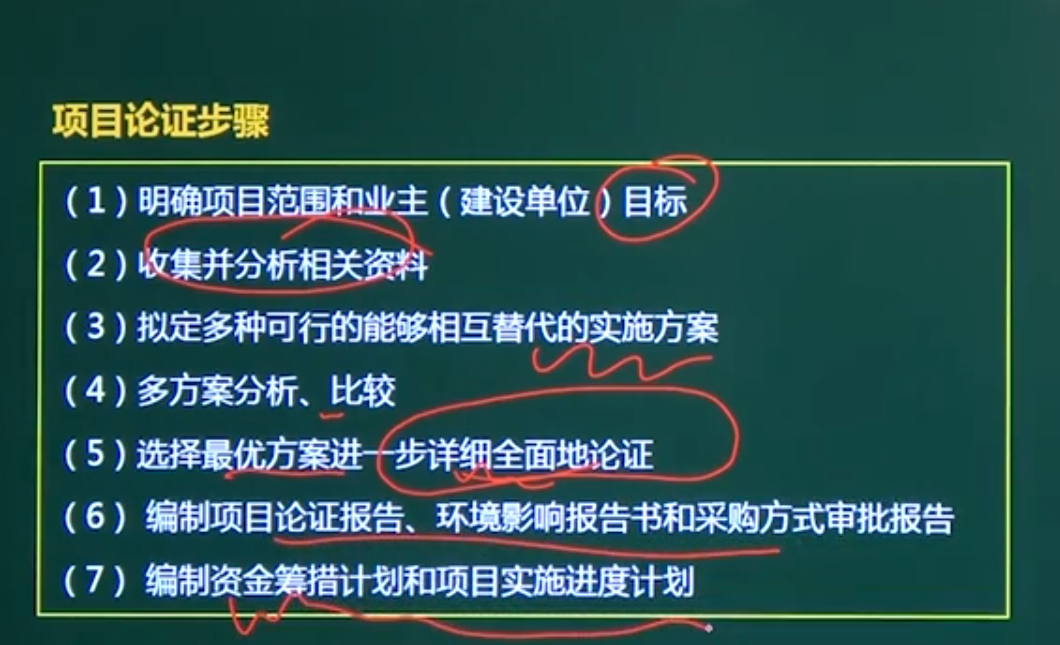 项目论证步骤
（1）明确项目范围和业主（建设单位）目标
（2）收集并分析相关资料
（3）拟定多种可行的能够相互替代的实施方案
（4）多方案分析、比较
（5）选择最优方案进一步详细全面地论证
（6） 编制项目论证报告、环境影响报告书和采购方式审批报告
（7） 编制资金筹措计划和项目实施进度计划